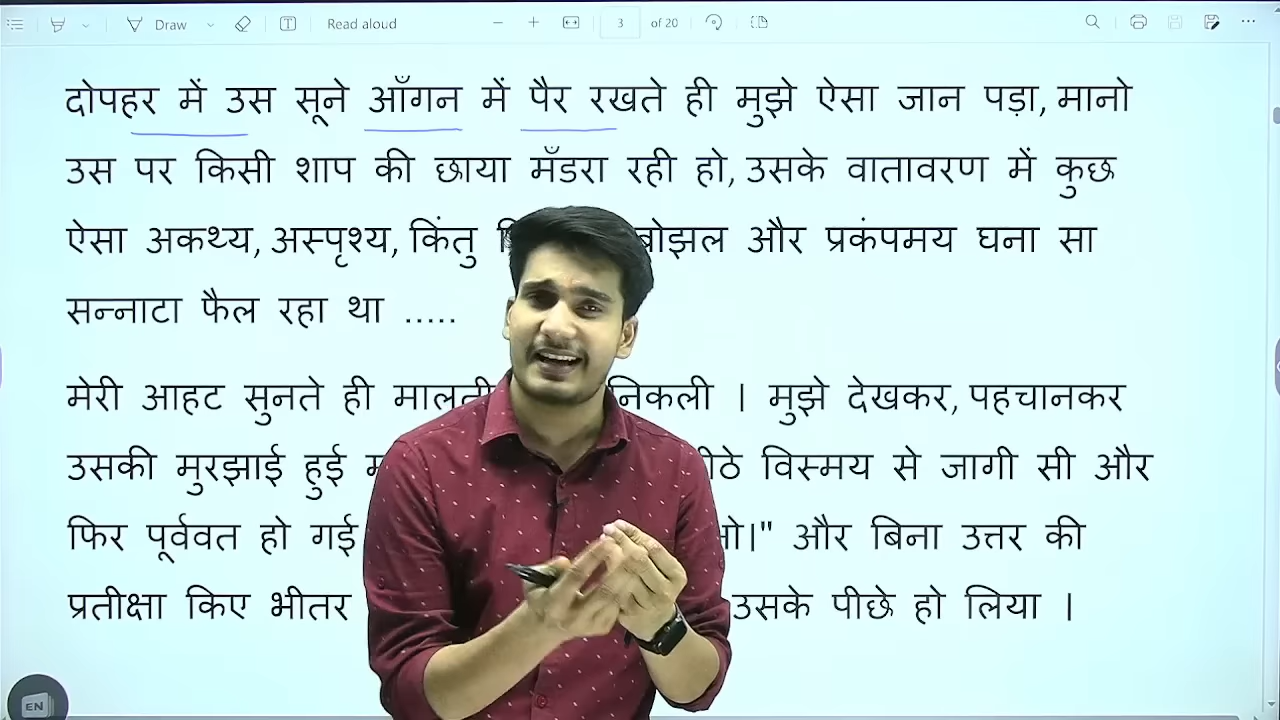 Draw
Read aloud
3 of 20
दोपहर में उस सूने आँगन में पैर रखते ही मुझे ऐसा जान पड़ा, मानो
उस पर किसी शाप की छाया मँडरा रही हो, उसके वातावरण में कुछ
ऐसा अकथ्य, अस्पृश्य, किंतु बोझल और प्रकंपमय घना सा
सन्नाटा फैल रहा था .....
मेरी आहट सुनते ही मालती निकली । मुझे देखकर, पहचानकर
उसकी मुरझाई हुई विस्मय से जागी सी और
फिर पूर्ववत हो गई और बिना उत्तर की
प्रतीक्षा किए भीतर उसके पीछे हो लिया ।
EN